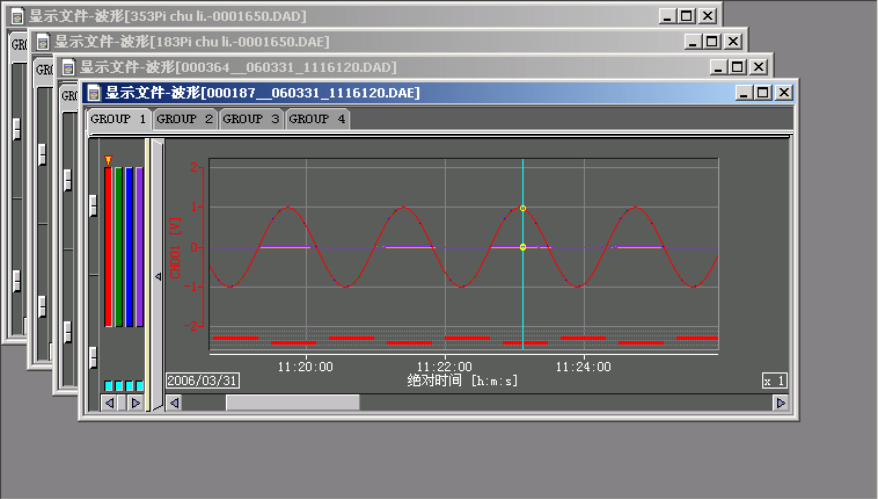 显示文件-波形[353Pi chu li.-0001650.DAD]
显示文件-波形[183Pi chu li.-0001650.DAE]
显示文件-波形[000364__060331_1116120.DAD]
显示文件-波形[000187__060331_1116120.DAE]
GRO
GRO
GRO
GROUP 1 GROUP 2 GROUP 3 GROUP 4
2
1
0
-1
-2
CH001 [V]
11:20:00 11:22:00 11:24:00
2006/03/31 绝对时间 [h:m:s] x 1